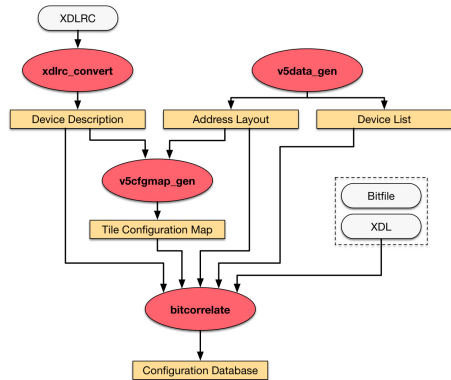 XDLRC
xdlrc_convert
v5data_gen
Device Description
Address Layout
Device List
v5cfgmap_gen
Bitfile
Tile Configuration Map
XDL
bitcorrelate
Configuration Database